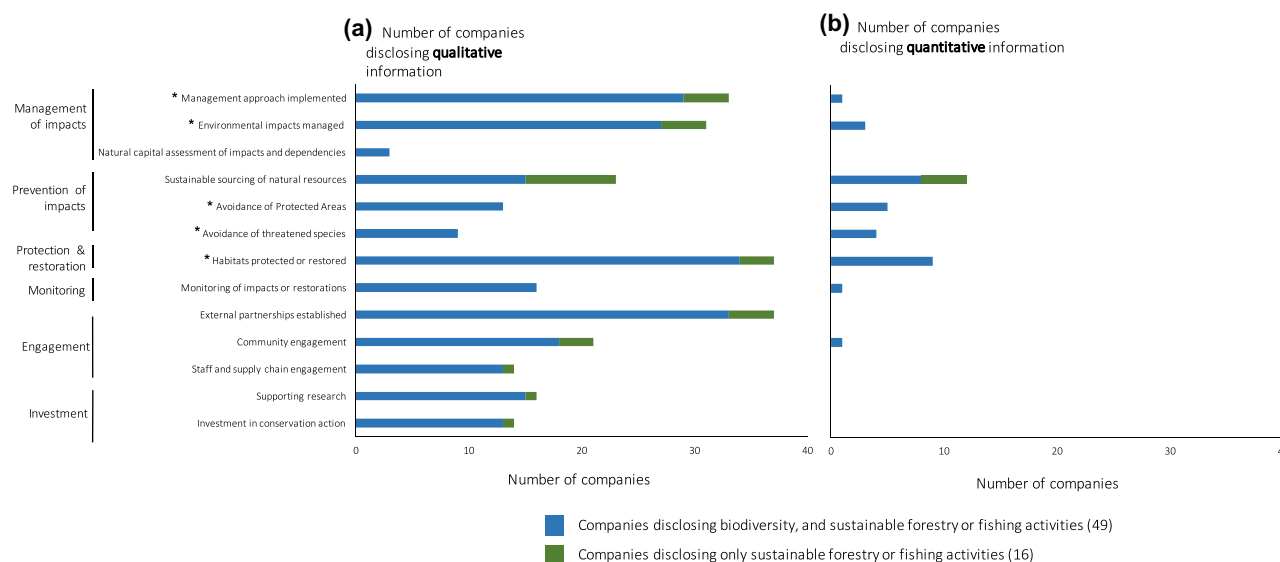 (a) Number of companies
disclosing qualitative
information
(b) Number of companies
disclosing quantitative information
Management
of impacts
* Management approach implemented
* Environmental impacts managed
Natural capital assessment of impacts and dependencies
Prevention of
impacts
Sustainable sourcing of natural resources
* Avoidance of Protected Areas
* Avoidance of threatened species
Protection &
restoration
* Habitats protected or restored
Monitoring
Monitoring of impacts or restorations
Engagement
External partnerships established
Community engagement
Staff and supply chain engagement
Investment
Supporting research
Investment in conservation action
0 10 20 30 40
Number of companies
0 10 20 30
Number of companies
Companies disclosing biodiversity, and sustainable forestry or fishing activities (49)
Companies disclosing only sustainable forestry or fishing activities (16)